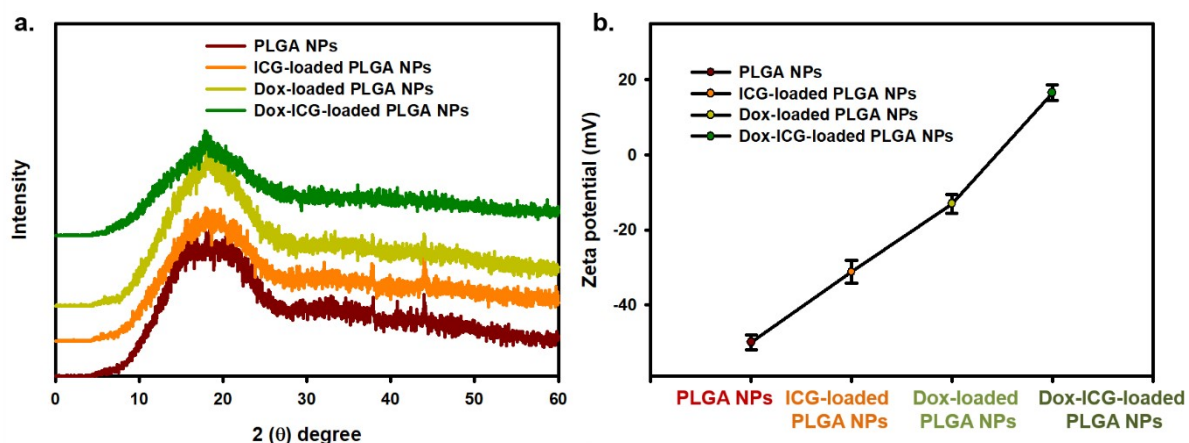 a.
Intensity
PLGA NPs
ICG-loaded PLGA NPs
Dox-loaded PLGA NPs
Dox-ICG-loaded PLGA NPs
0 10 20 30 40 50 60
2 (θ) degree
b.
Zeta potential (mV)
20
0
-20
-40
PLGA NPs
ICG-loaded PLGA NPs
Dox-loaded PLGA NPs
Dox-ICG-loaded PLGA NPs
PLGA NPs ICG-loaded Dox-loaded Dox-ICG-loaded
PLGA NPs PLGA NPs PLGA NPs